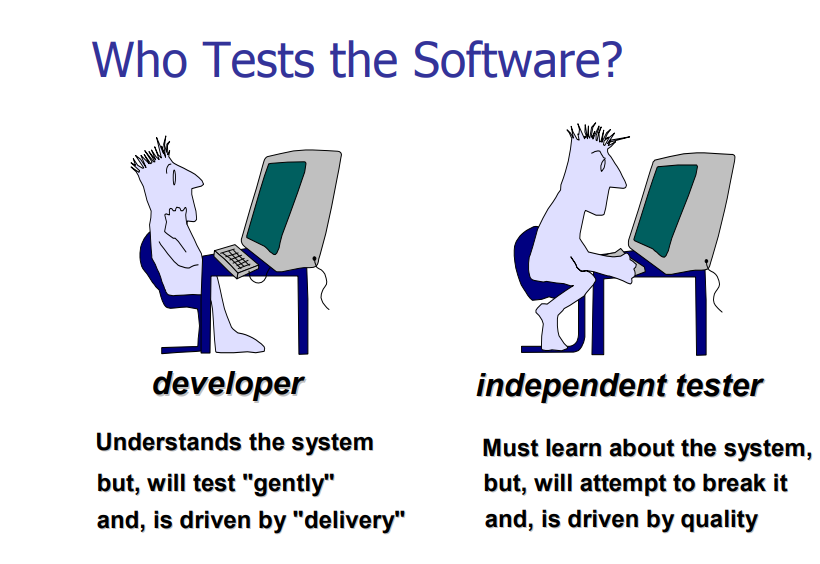 Who Tests the Software?
developer
independent tester
Understands the system
but, will test "gently"
and, is driven by "delivery"
Must learn about the system,
but, will attempt to break it
and, is driven by quality